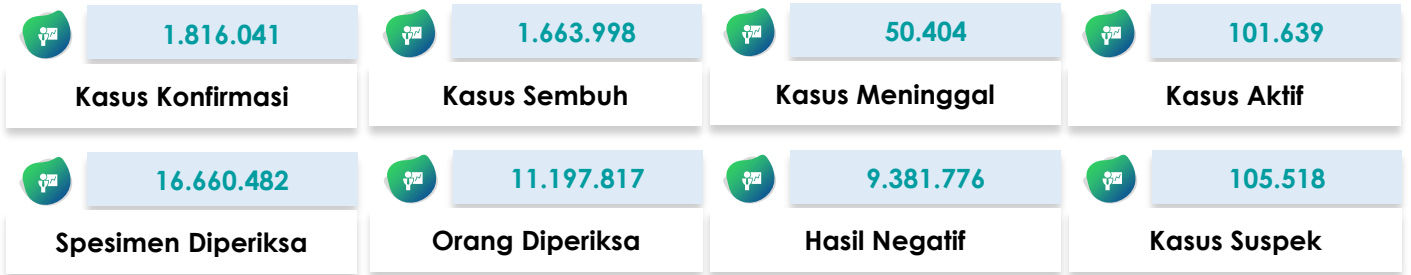 1.816.041
Kasus Konfirmasi
1.663.998
Kasus Sembuh
50.404
Kasus Meninggal
101.639
Kasus Aktif
16.660.482
Spesimen Diperiksa
11.197.817
Orang Diperiksa
9.381.776
Hasil Negatif
105.518
Kasus Suspek